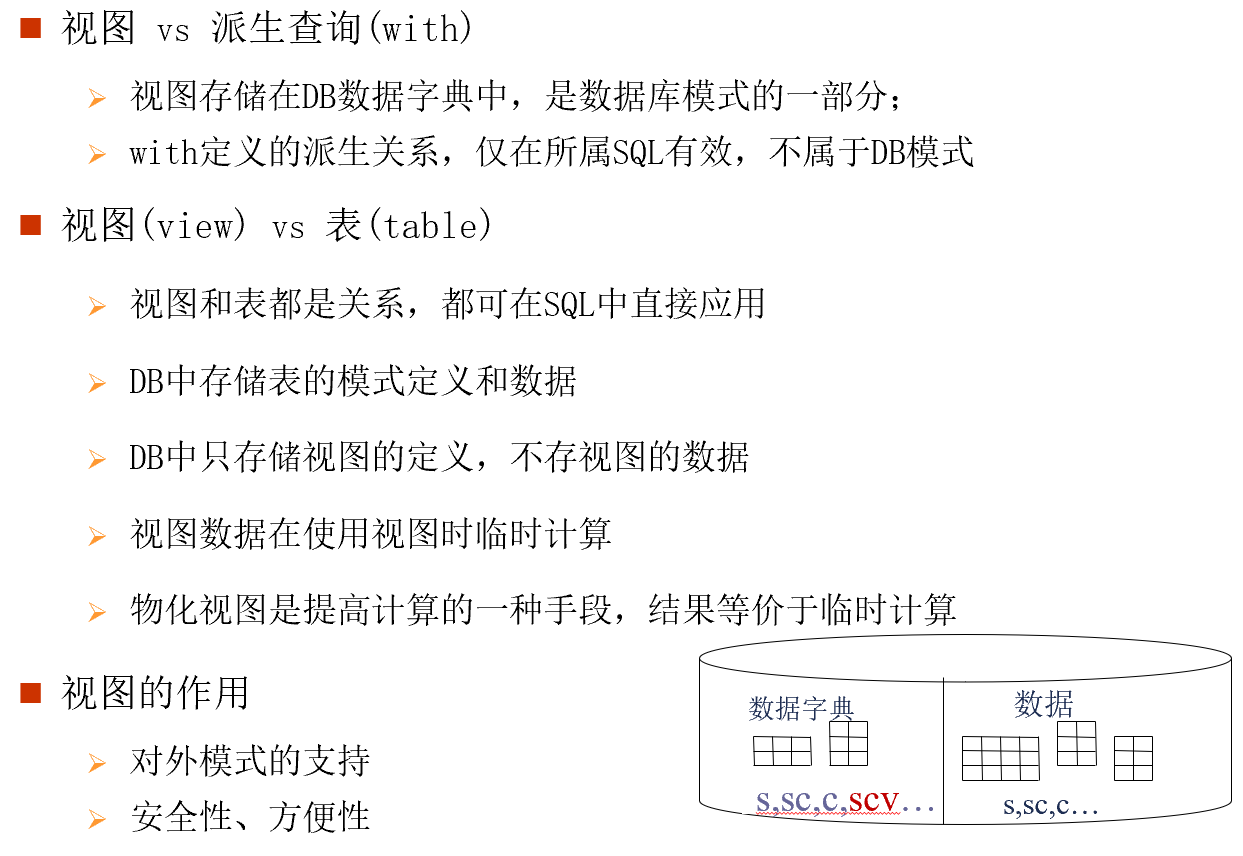 视图 vs 派生查询(with)
视图存储在DB数据字典中，是数据库模式的一部分；
with定义的派生关系，仅在所属SQL有效，不属于DB模式
视图(view) vs 表(table)
视图和表都是关系，都可在SQL中直接应用
DB中存储表的模式定义和数据
DB中只存储视图的定义，不存视图的数据
视图数据在使用视图时临时计算
物化视图是提高计算的一种手段，结果等价于临时计算
视图的作用
对外模式的支持
安全性、方便性
数据字典
s,sc,c,scv…
数据
s,sc,c…